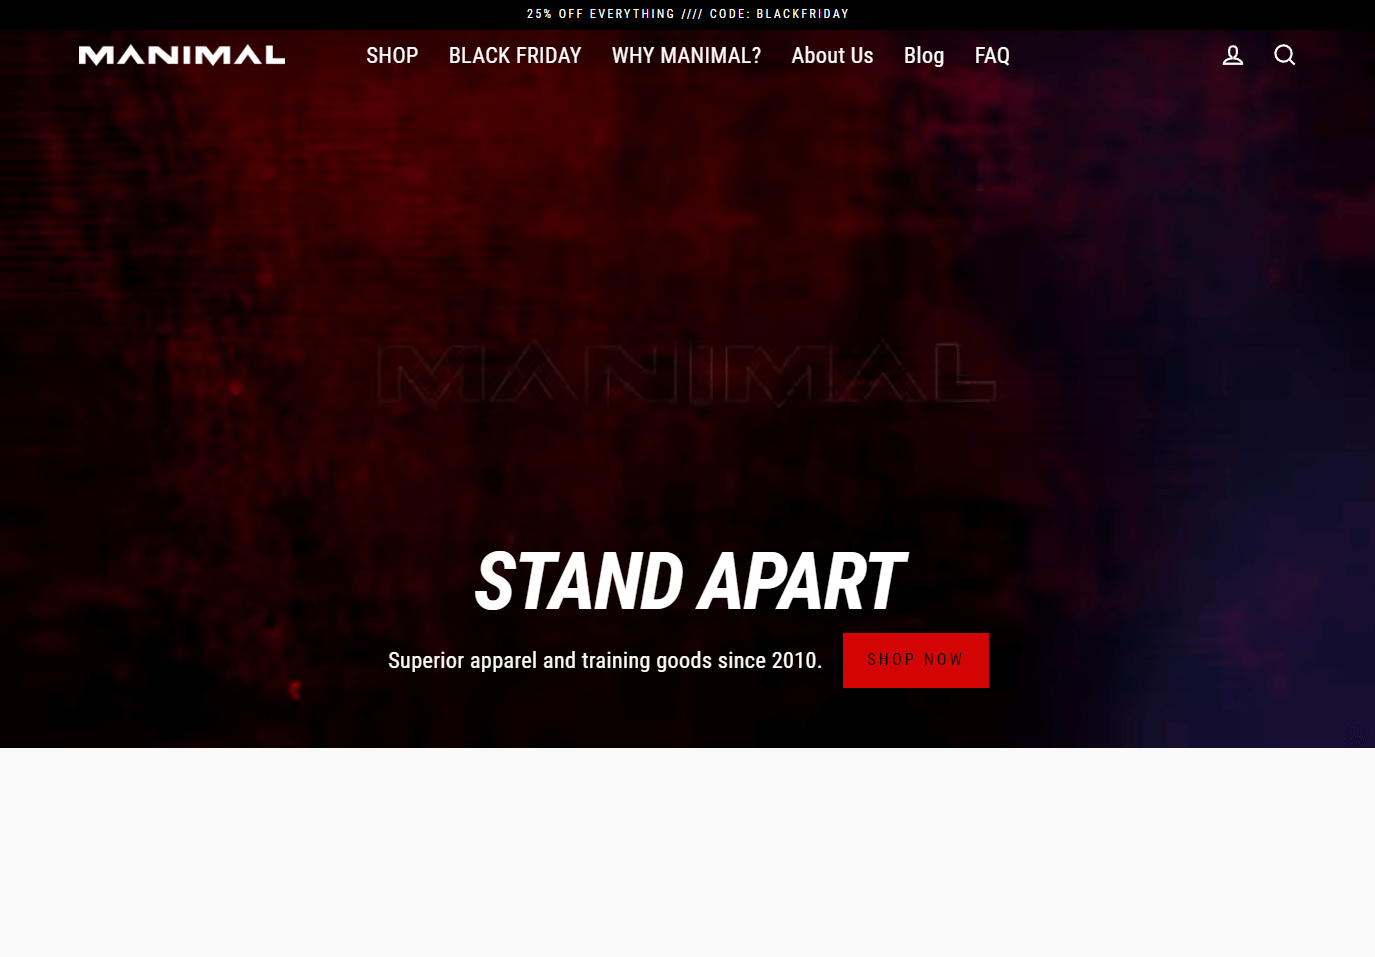 25% OFF EVERYTHING //// CODE: BLACKFRIDAY
MANIMAL
SHOP BLACK FRIDAY WHY MANIMAL? About Us Blog FAQ
MANIMAL
STAND APART
Superior apparel and training goods since 2010.
SHOP NOW